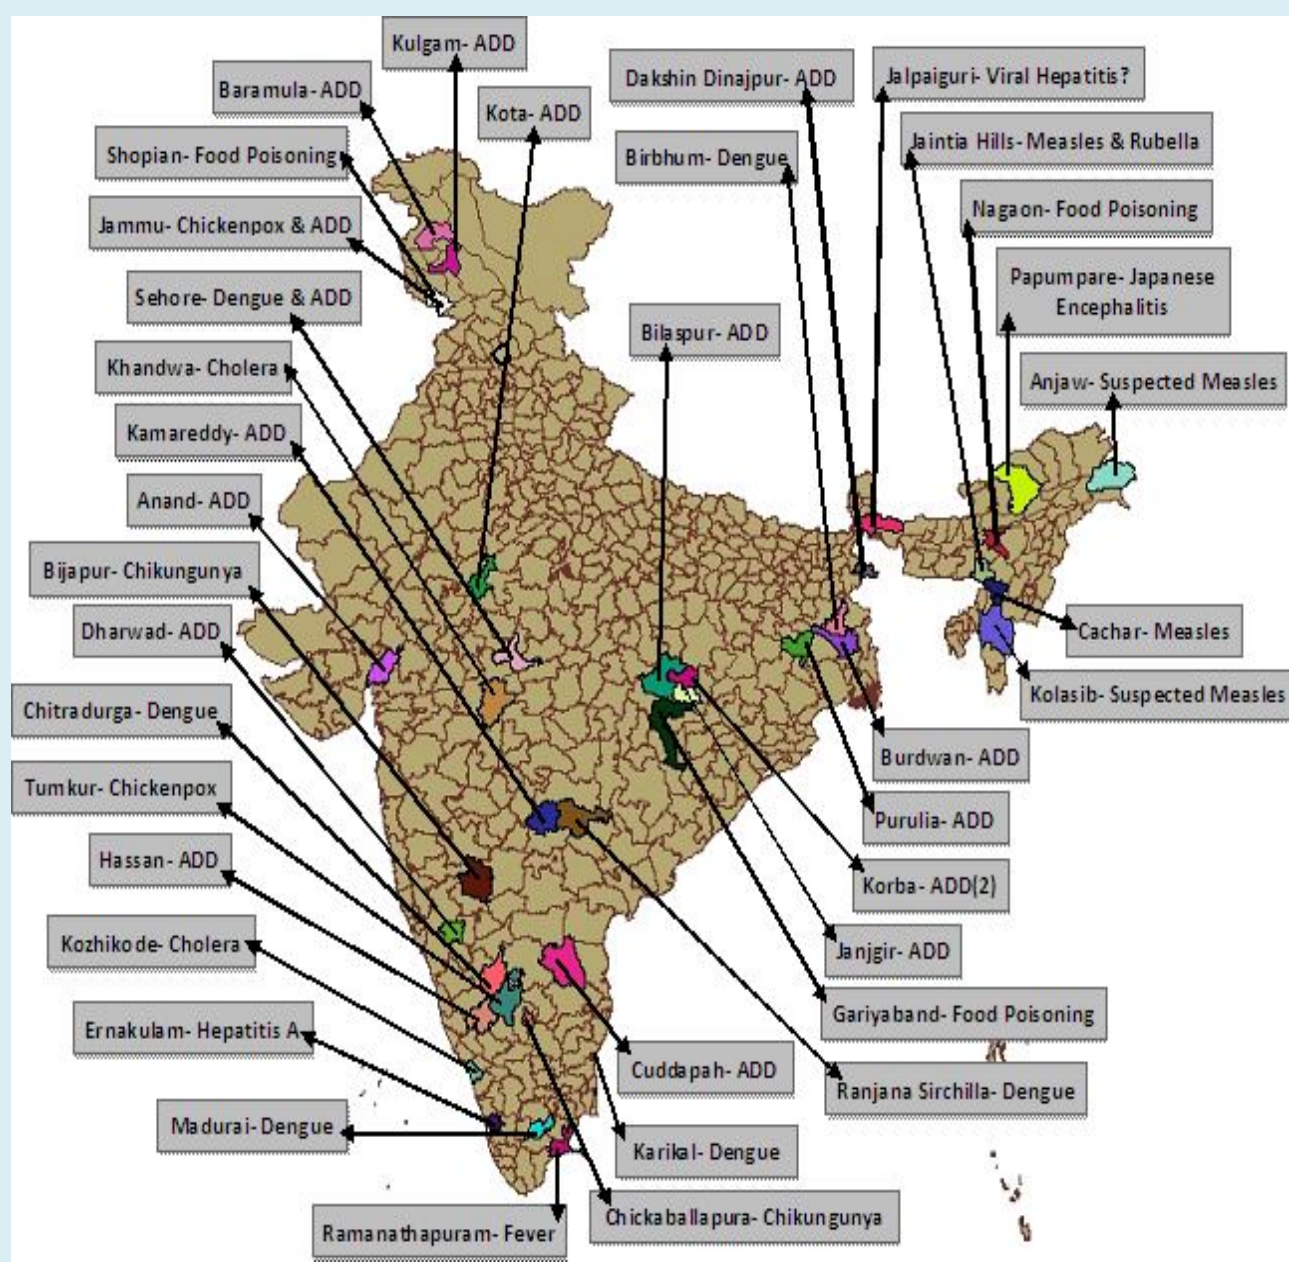 Kulgam- ADD
Baramula- ADD
Kota- ADD
Shopian- Food Poisoning
Jammu- Chickenpox & ADD
Sehore- Dengue & ADD
Khandwa- Cholera
Kamareddy- ADD
Anand- ADD
Bijapur- Chikungunya
Dharwad- ADD
Chitradurga- Dengue
Tumkur- Chickenpox
Hassan- ADD
Kozhikode- Cholera
Ernakulam- Hepatitis A
Madurai- Dengue
Ramanathapuram- Fever
Dakshin Dinajpur- ADD
Jalpaiguri- Viral Hepatitis?
Birbhum- Dengue
Jaintia Hills- Measles & Rubella
Nagaon- Food Poisoning
Papumpare- Japanese
Encephalitis
Bilaspur- ADD
Anjaw- Suspected Measles
Cachar- Measles
Kolasib- Suspected Measles
Burdwan- ADD
Purulia- ADD
Korba- ADD(2)
Janjgir- ADD
Gariyaband- Food Poisoning
Cuddapah- ADD
Ranjana Sirchilla- Dengue
Karikal- Dengue
Chickaballapura- Chikungunya